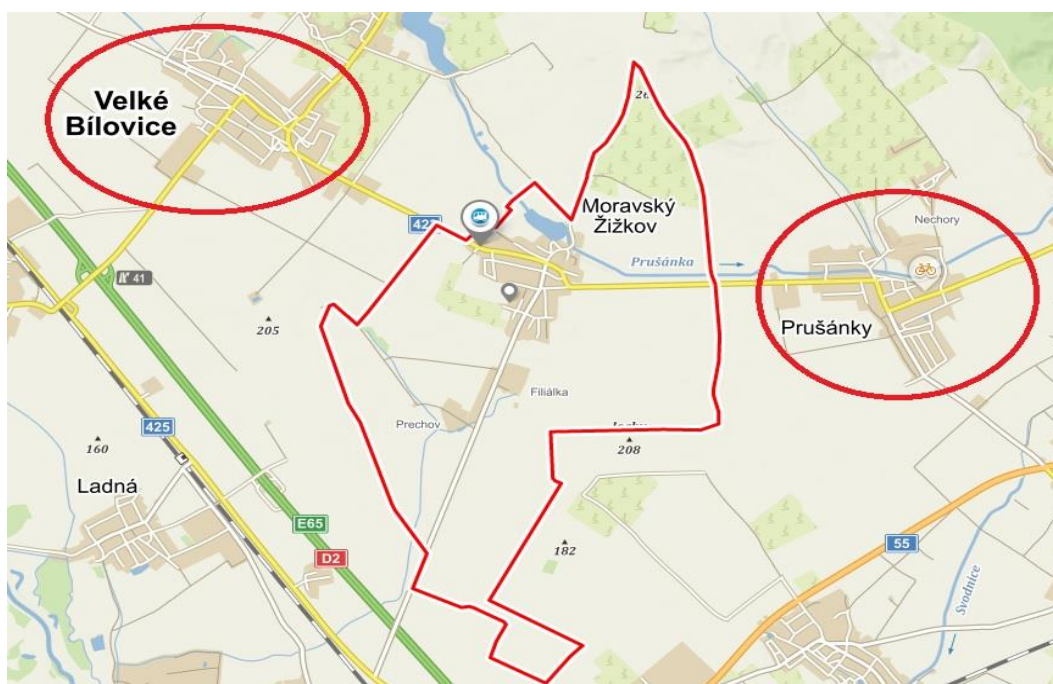 Velké
Bílovice
Moravský
Žižkov
Nechory
Prušánka
Prušánky
41
205
Filiálka
Prechov
425
208
160
Ladná
E65
D2
182
55
Svodnice